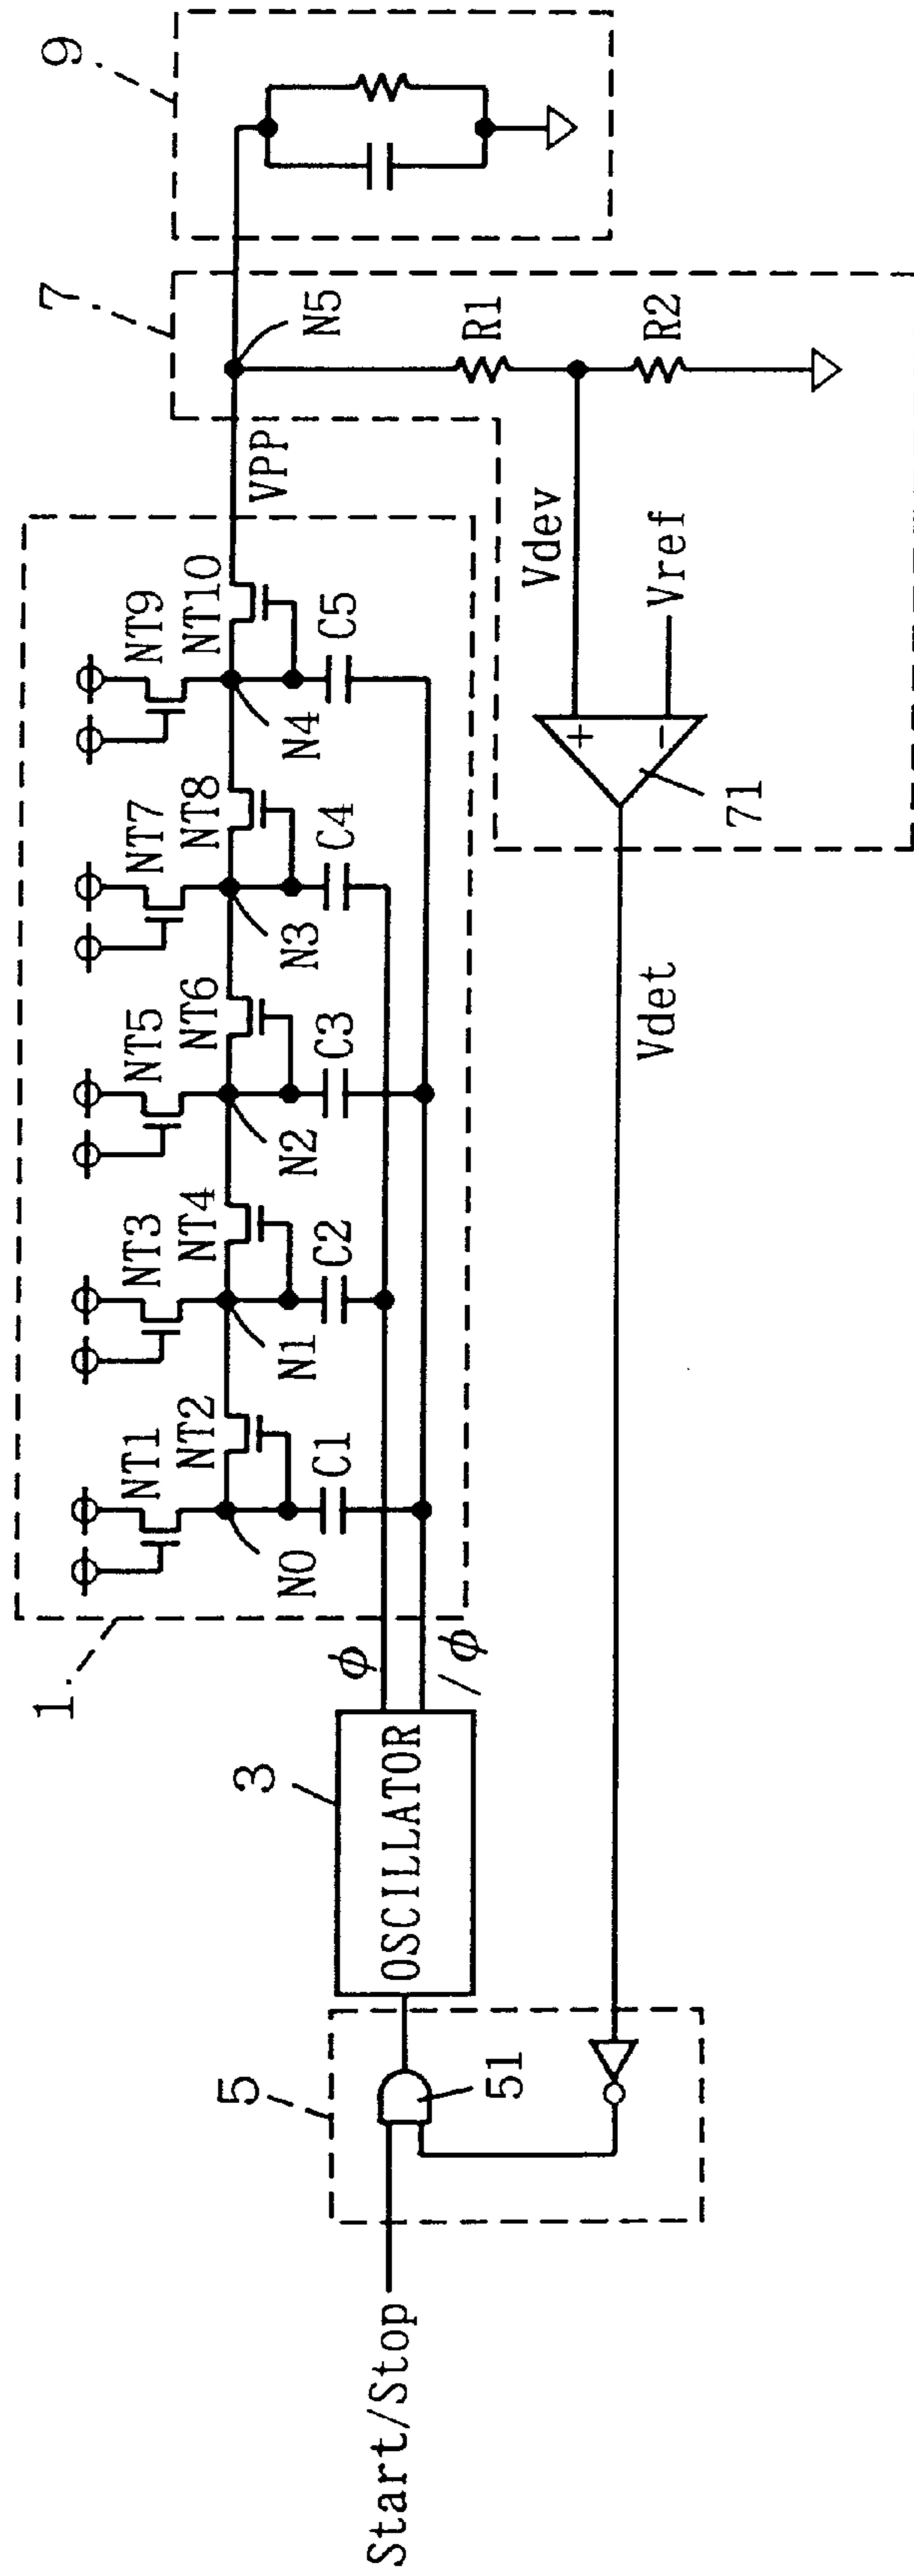 1
NT1
NT3
NT5
NT7
NT9
NT2
NT4
NT6
NT8
NT10
VPP
N0
N1
N2
N3
N4
N5
C1
C2
C3
C4
C5
7
9
3
OSCILLATOR
φ
/φ
5
51
Start/Stop
R1
R2
Vdev
Vref
71
Vdet